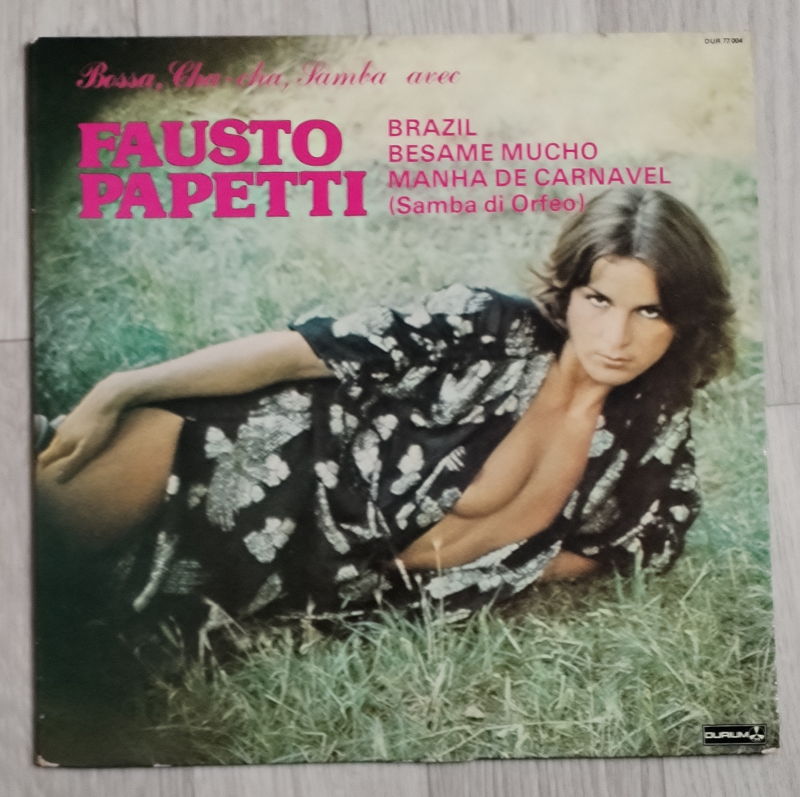 DUR 77.004
Bossa, Cha-cha, Samba avec
FAUSTO
PAPETTI
BRAZIL
BESAME MUCHO
MANHA DE CARNAVEL
(Samba di Orfeo)
DURIUM